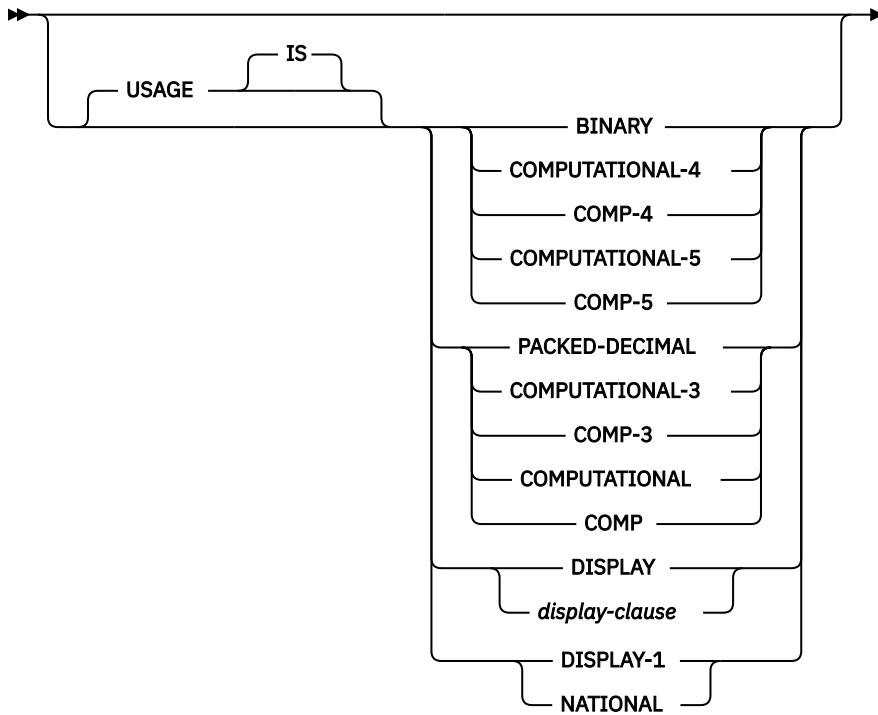 IS
USAGE
BINARY
COMPUTATIONAL-4
COMP-4
COMPUTATIONAL-5
COMP-5
PACKED-DECIMAL
COMPUTATIONAL-3
COMP-3
COMPUTATIONAL
COMP
DISPLAY
display-clause
DISPLAY-1
NATIONAL